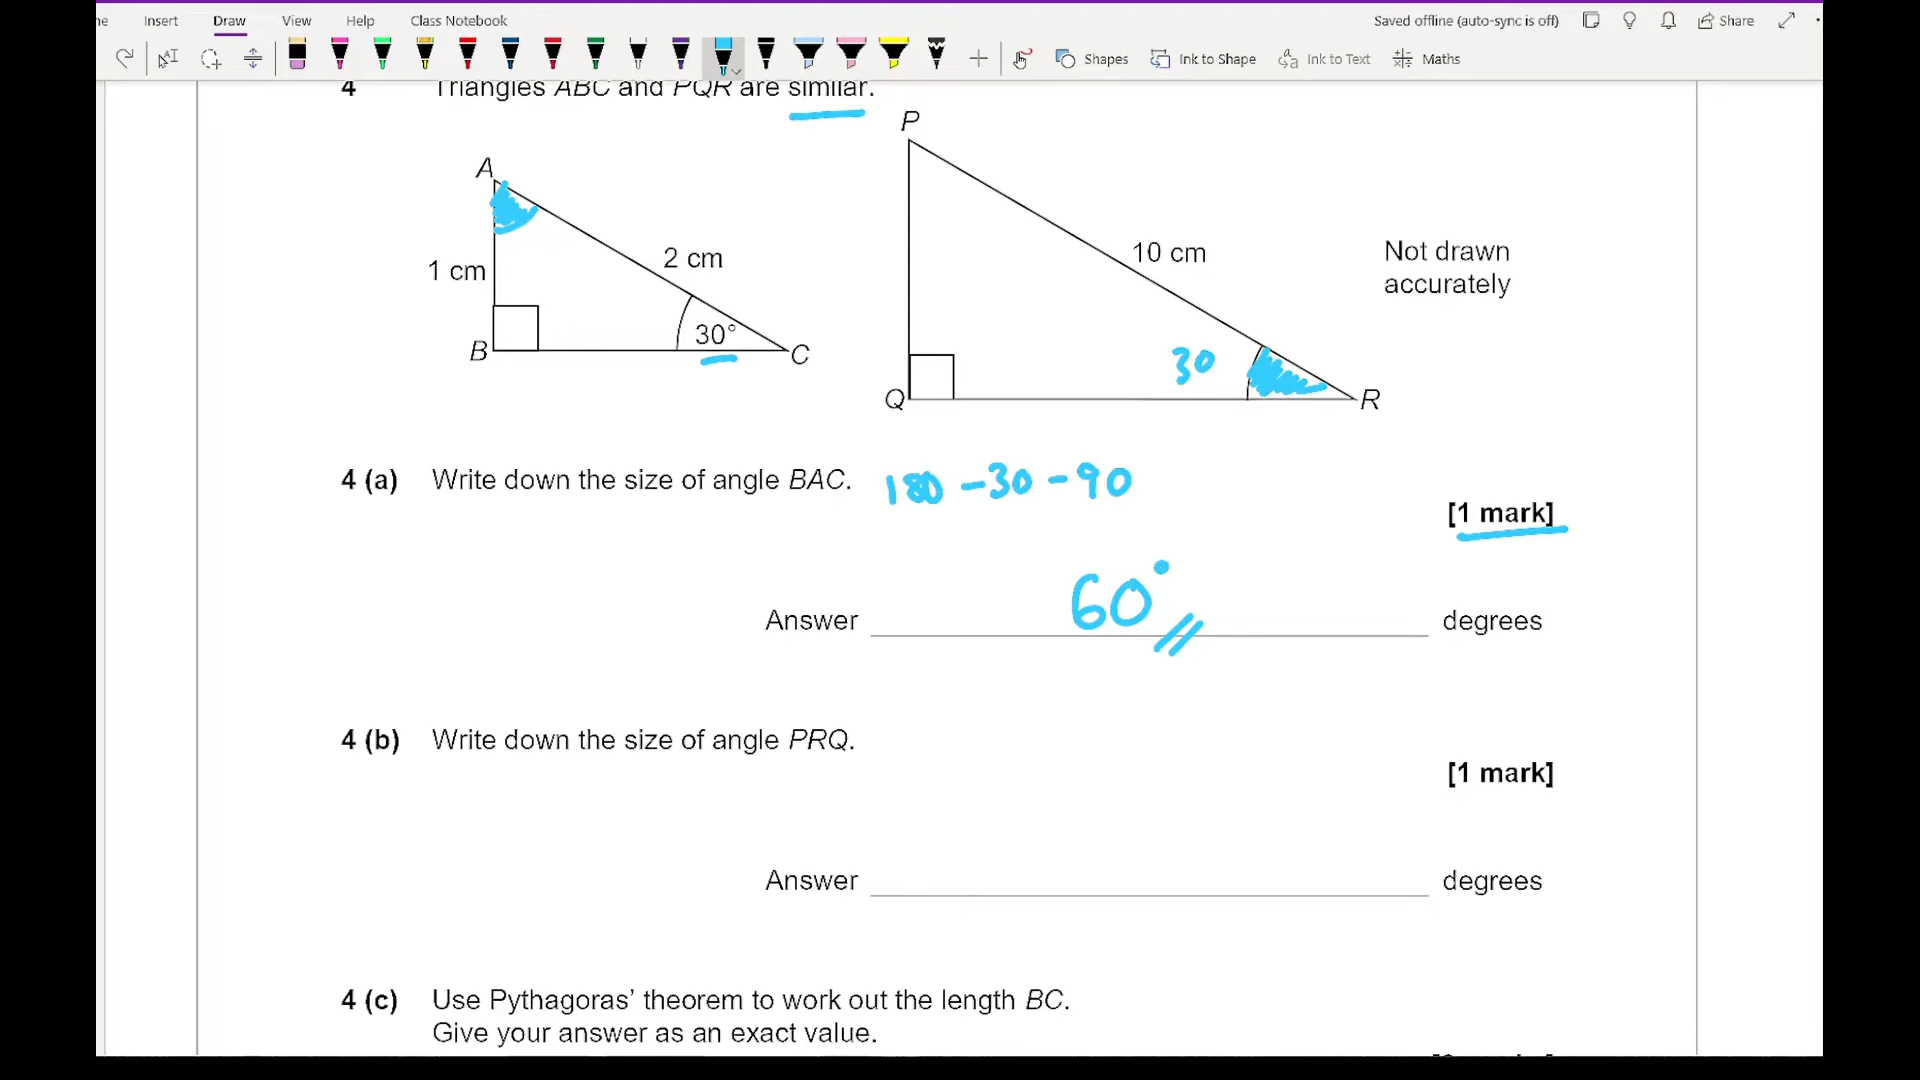 Insert Draw View Help Class Notebook Saved offline (auto-sync is off) Share
Shapes Ink to Shape Ink to Text Maths
4 Triangles ABC and PQR are similar.
P
A
1 cm
2 cm
30°
B
C
10 cm
30
Q
R
Not drawn
accurately
4 (a) Write down the size of angle BAC. 180 - 30 - 90
[1 mark]
Answer 60° degrees
4 (b) Write down the size of angle PRQ.
[1 mark]
Answer degrees
4 (c) Use Pythagoras' theorem to work out the length BC.
Give your answer as an exact value.